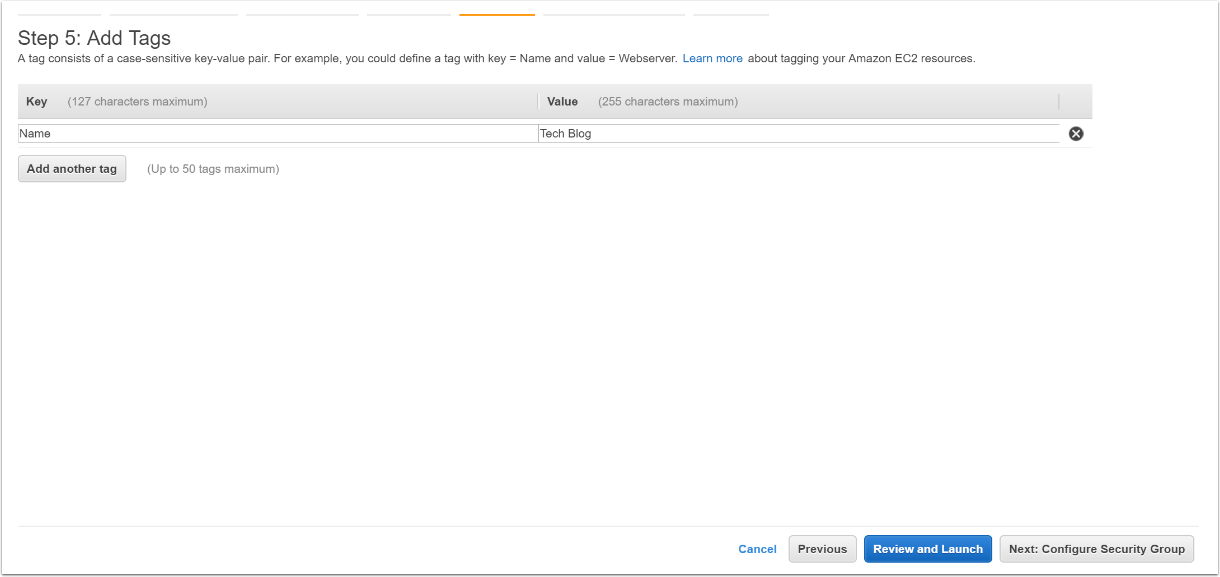 Step 5: Add Tags
A tag consists of a case-sensitive key-value pair. For example, you could define a tag with key = Name and value = Webserver. Learn more about tagging your Amazon EC2 resources.
Key (127 characters maximum) Value (255 characters maximum)
Name Tech Blog
Add another tag (Up to 50 tags maximum)
Cancel Previous Review and Launch Next: Configure Security Group